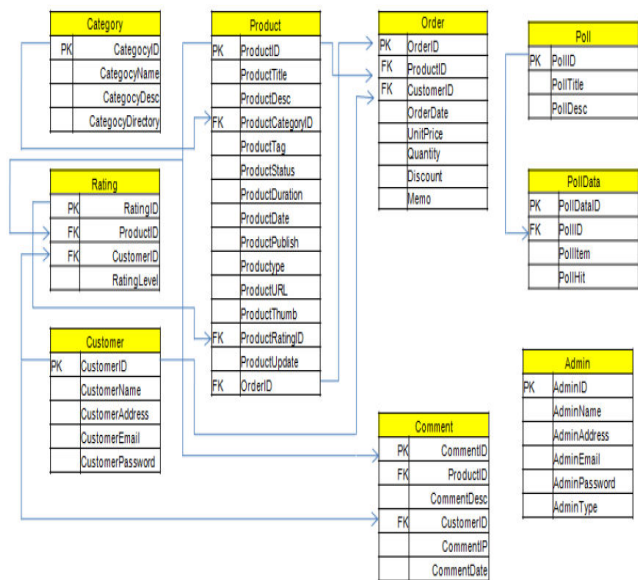 Category
PK CategocyID
CategocyName
CategocyDesc
CategocyDirectory
Rating
PK RatingID
FK ProductID
FK CustomerID
RatingLevel
Customer
PK CustomerID
CustomerName
CustomerAddress
CustomerEmail
CustomerPassword
Product
PK ProductID
ProductTitle
ProductDesc
FK ProductCategoryID
ProductTag
ProductStatus
ProductDuration
ProductDate
ProductPublish
Productype
ProductURL
ProductThumb
FK ProductRatingID
ProductUpdate
FK OrderID
Order
PK OrderID
FK ProductID
FK CustomerID
OrderDate
UnitPrice
Quantity
Discount
Memo
Comment
PK CommentID
FK ProductID
CommentDesc
FK CustomerID
CommentIP
CommentDate
Poll
PK PollID
PollTitle
PollDesc
PollData
PK PollDataID
FK PollID
PollItem
PollHit
Admin
PK AdminID
AdminName
AdminAddress
AdminEmail
AdminPassword
AdminType